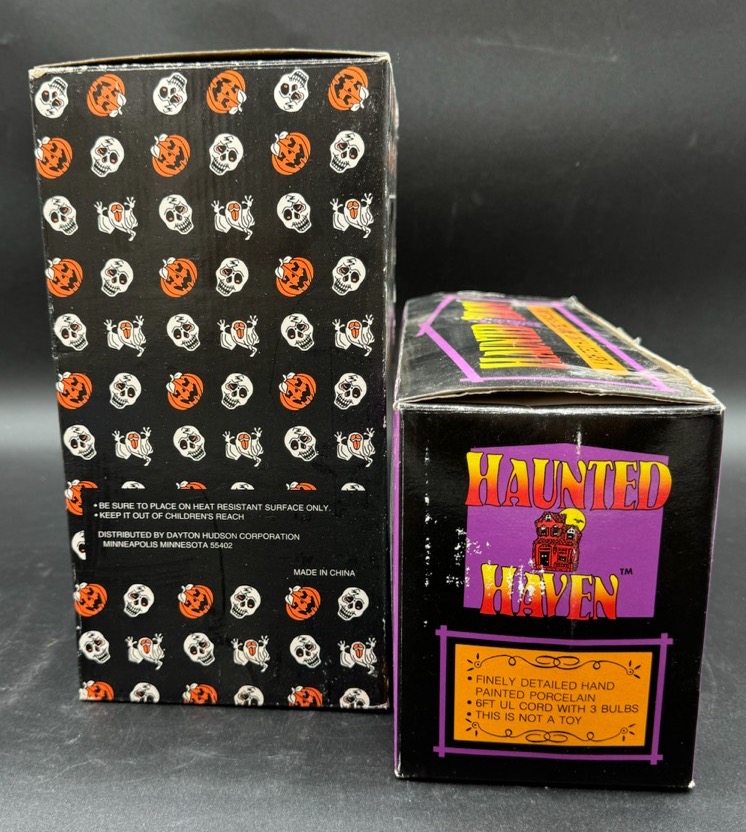 • BE SURE TO PLACE ON HEAT RESISTANT SURFACE ONLY.
• KEEP IT OUT OF CHILDREN'S REACH
DISTRIBUTED BY DAYTON HUDSON CORPORATION
MINNEAPOLIS MINNESOTA 55402
MADE IN CHINA
HAUNTED
HAUNTED
HAVEN™
• FINELY DETAILED HAND
PAINTED PORCELAIN
• 6FT UL CORD WITH 3 BULBS
• THIS IS NOT A TOY